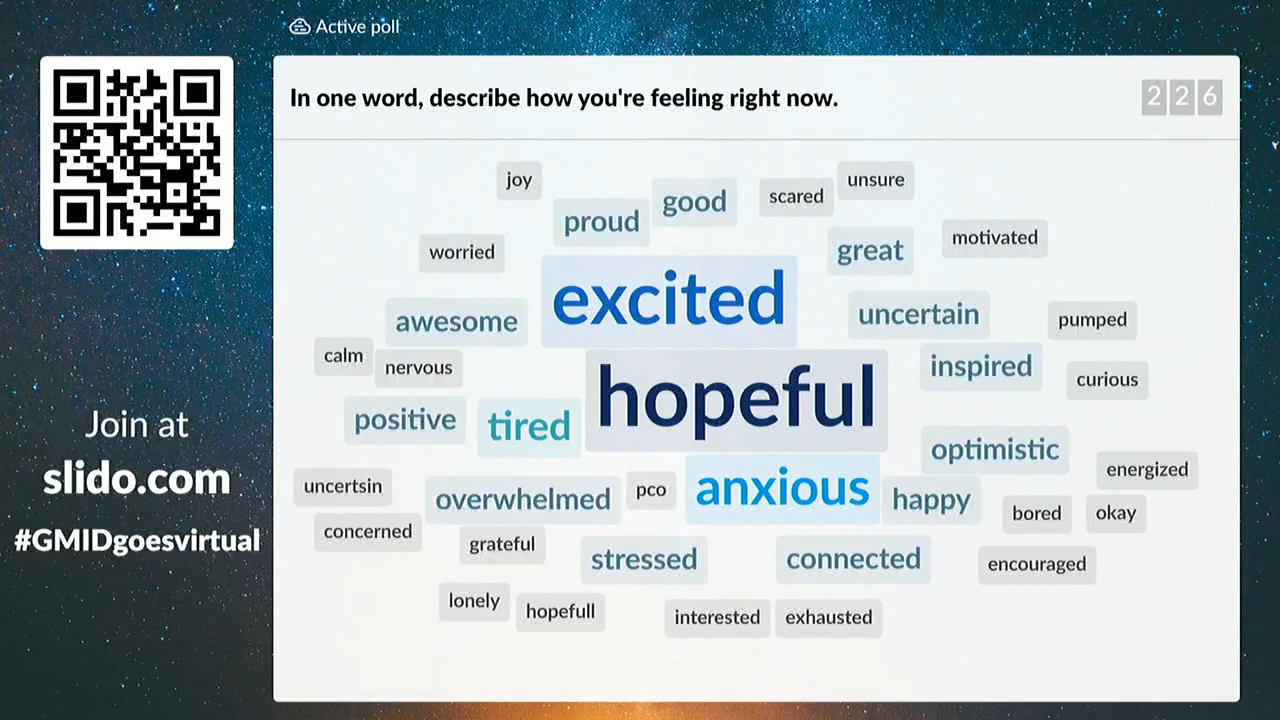 Active poll
In one word, describe how you're feeling right now.
226
joy
good
scared
unsure
proud
worried
great
motivated
excited
awesome
uncertain
pumped
calm
nervous
hopeful
inspired
curious
positive
tired
optimistic
energized
uncertsin
overwhelmed
pco
anxious
happy
bored
okay
concerned
grateful
stressed
connected
encouraged
lonely
hopefull
interested
exhausted
Join at
slido.com
#GMIDgoesvirtual